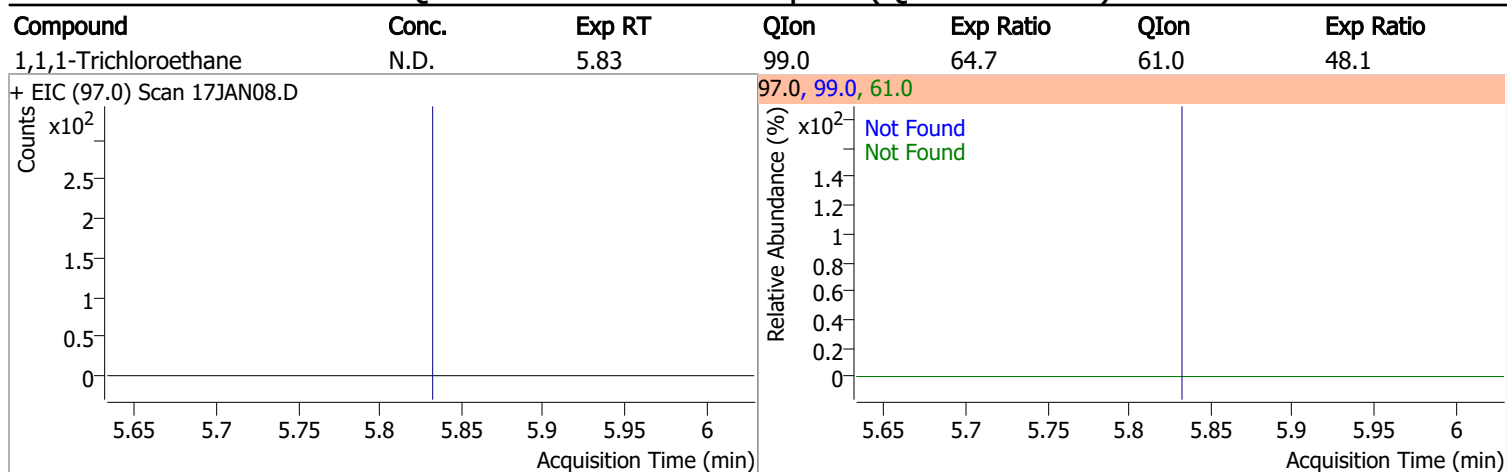 Compound Conc. Exp RT QIon Exp Ratio QIon Exp Ratio
1,1,1-Trichloroethane N.D. 5.83 99.0 64.7 61.0 48.1
+ EIC (97.0) Scan 17JAN08.D
Counts
x10²
2.5
2
1.5
1
0.5
0
5.65 5.7 5.75 5.8 5.85 5.9 5.95 6
Acquisition Time (min)
97.0, 99.0, 61.0
Relative Abundance (%)
x10²
Not Found
Not Found
1.4
1.2
1
0.8
0.6
0.4
0.2
0
5.65 5.7 5.75 5.8 5.85 5.9 5.95 6
Acquisition Time (min)